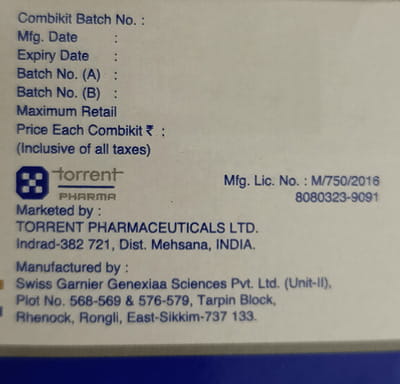 Combikit Batch No. :
Mfg. Date :
Expiry Date :
Batch No. (A) :
Batch No. (B) :
Maximum Retail
Price Each Combikit ₹ :
(Inclusive of all taxes)
torrent
PHARMA
Mfg. Lic. No. : M/750/2016
8080323-9091
Marketed by :
TORRENT PHARMACEUTICALS LTD.
Indrad-382 721, Dist. Mehsana, INDIA.
Manufactured by :
Swiss Garnier Genexiaa Sciences Pvt. Ltd. (Unit-II),
Plot No. 568-569 & 576-579, Tarpin Block,
Rhenock, Rongli, East-Sikkim-737 133.